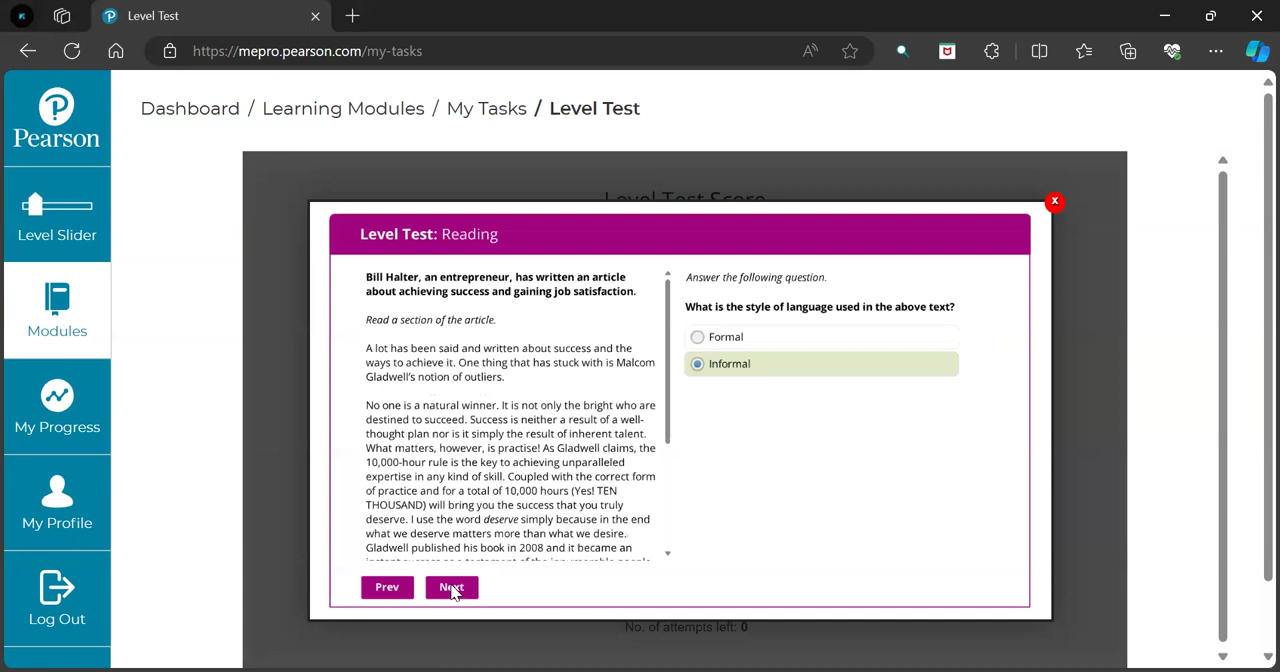 Level Test
https://mepro.pearson.com/my-tasks
Pearson
Level Slider
Modules
My Progress
My Profile
Log Out
Dashboard / Learning Modules / My Tasks / Level Test
Level Test Score
x
Level Test: Reading
Bill Halter, an entrepreneur, has written an article
about achieving success and gaining job satisfaction.
Read a section of the article.
A lot has been said and written about success and the
ways to achieve it. One thing that has stuck with is Malcom
Gladwell's notion of outliers.
No one is a natural winner. It is not only the bright who are
destined to succeed. Success is neither a result of a well-
thought plan nor is it simply the result of inherent talent.
What matters, however, is practise! As Gladwell claims, the
10,000-hour rule is the key to achieving unparalleled
expertise in any kind of skill. Coupled with the correct form
of practice and for a total of 10,000 hours (Yes! TEN
THOUSAND) will bring you the success that you truly
deserve. I use the word deserve simply because in the end
what we deserve matters more than what we desire.
Gladwell published his book in 2008 and it became an
Answer the following question.
What is the style of language used in the above text?
Formal
Informal
Prev
Next
No. of attempts left: 0